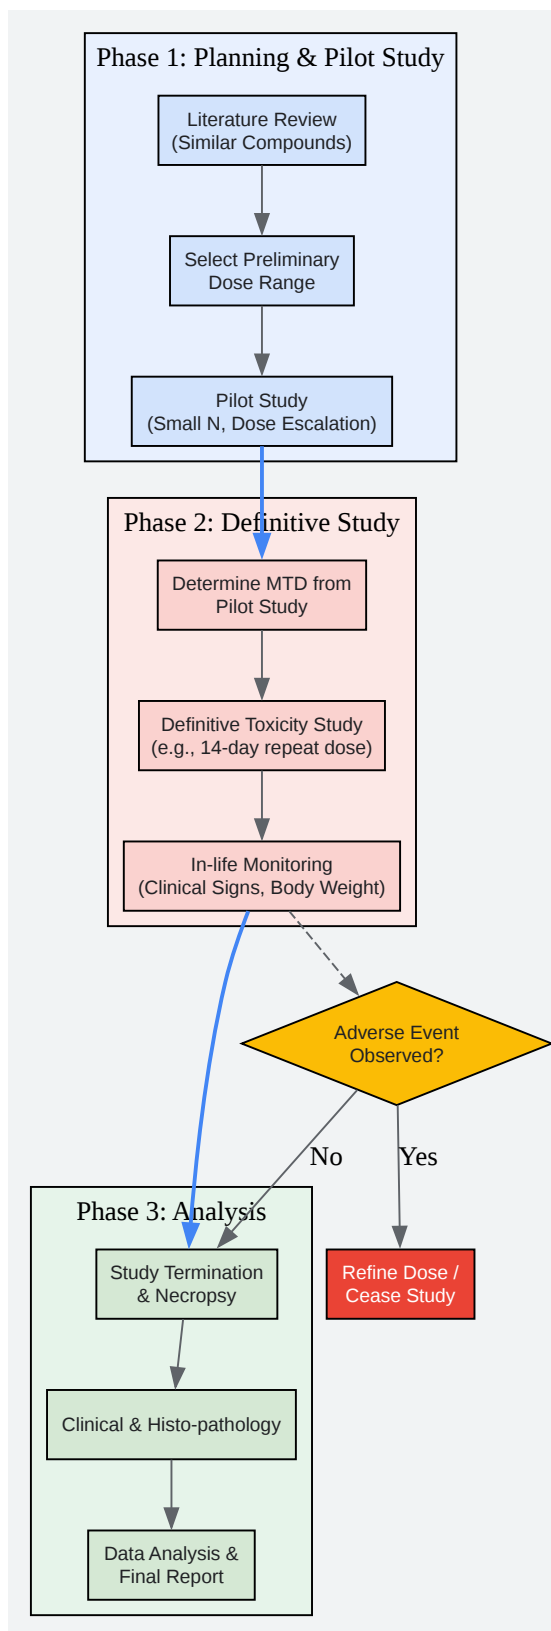 Phase 1: Planning & Pilot Study
Literature Review
(Similar Compounds)
Select Preliminary
Dose Range
Pilot Study
(Small N, Dose Escalation)
Phase 2: Definitive Study
Determine MTD from
Pilot Study
Definitive Toxicity Study
(e.g., 14-day repeat dose)
In-life Monitoring
(Clinical Signs, Body Weight)
Adverse Event
Observed?
No
Yes
Phase 3: Analysis
Study Termination
& Necropsy
Refine Dose /
Cease Study
Clinical & Histo-pathology
Data Analysis &
Final Report